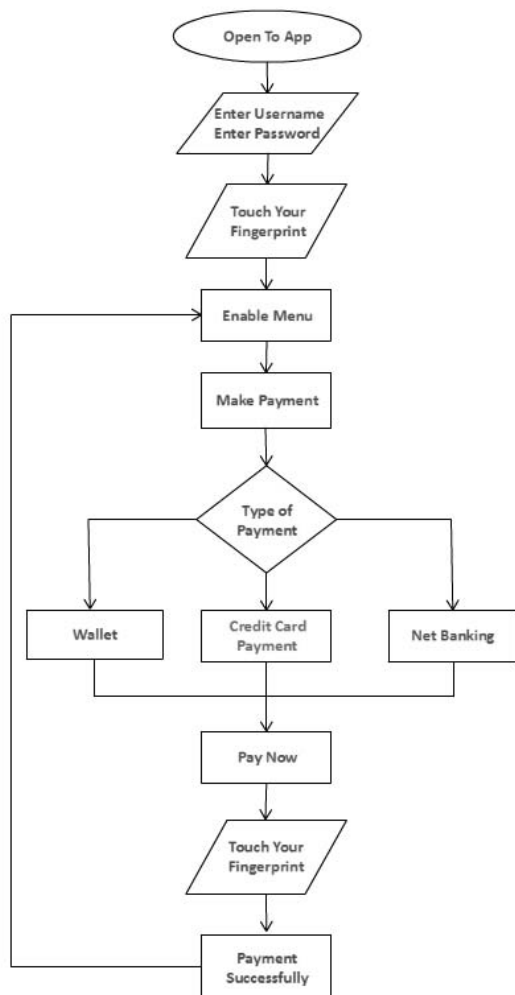 Open To App
Enter Username
Enter Password
Touch Your
Fingerprint
Enable Menu
Make Payment
Type of
Payment
Wallet
Credit Card
Payment
Net Banking
Pay Now
Touch Your
Fingerprint
Payment
Successfully